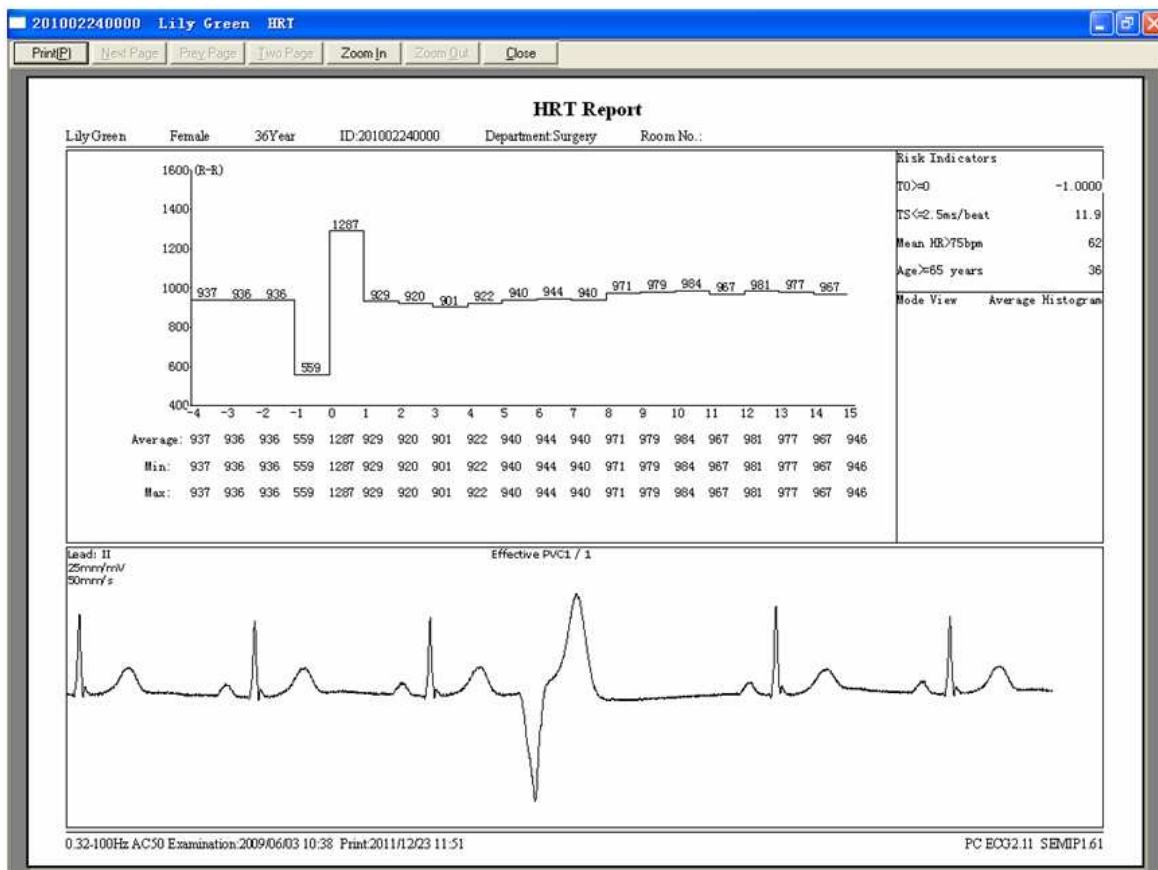 201002240000 Lily Green HRT
Print(P) Next Page Prev Page Two Page Zoom In Zoom Out Close
HRT Report
Lily Green Female 36Year ID:201002240000 Department:Surgery Room No.:
1600 (R-R)
1400
1200
1000
800
600
400
937 936 936 559 1287 929 920 901 922 940 944 940 971 979 984 967 981 977 967
-4 -3 -2 -1 0 1 2 3 4 5 6 7 8 9 10 11 12 13 14 15
Average: 937 936 936 559 1287 929 920 901 922 940 944 940 971 979 984 967 981 977 967 946
Min: 937 936 936 559 1287 929 920 901 922 940 944 940 971 979 984 967 981 977 967 946
Max: 937 936 936 559 1287 929 920 901 922 940 944 940 971 979 984 967 981 977 967 946
Risk Indicators
TO>=0 -1.0000
TS<=2.5ms/beat 11.9
Mean HR>75bpm 62
Age>=65 years 36
Mode View Average Histogram
Lead: II Effective PVC1 / 1
25mm/mV
50mm/s
0.32-100Hz AC50 Examination:2009/06/03 10:38 Print:2011/12/23 11:51 PC ECG2.11 SEMIP1.61